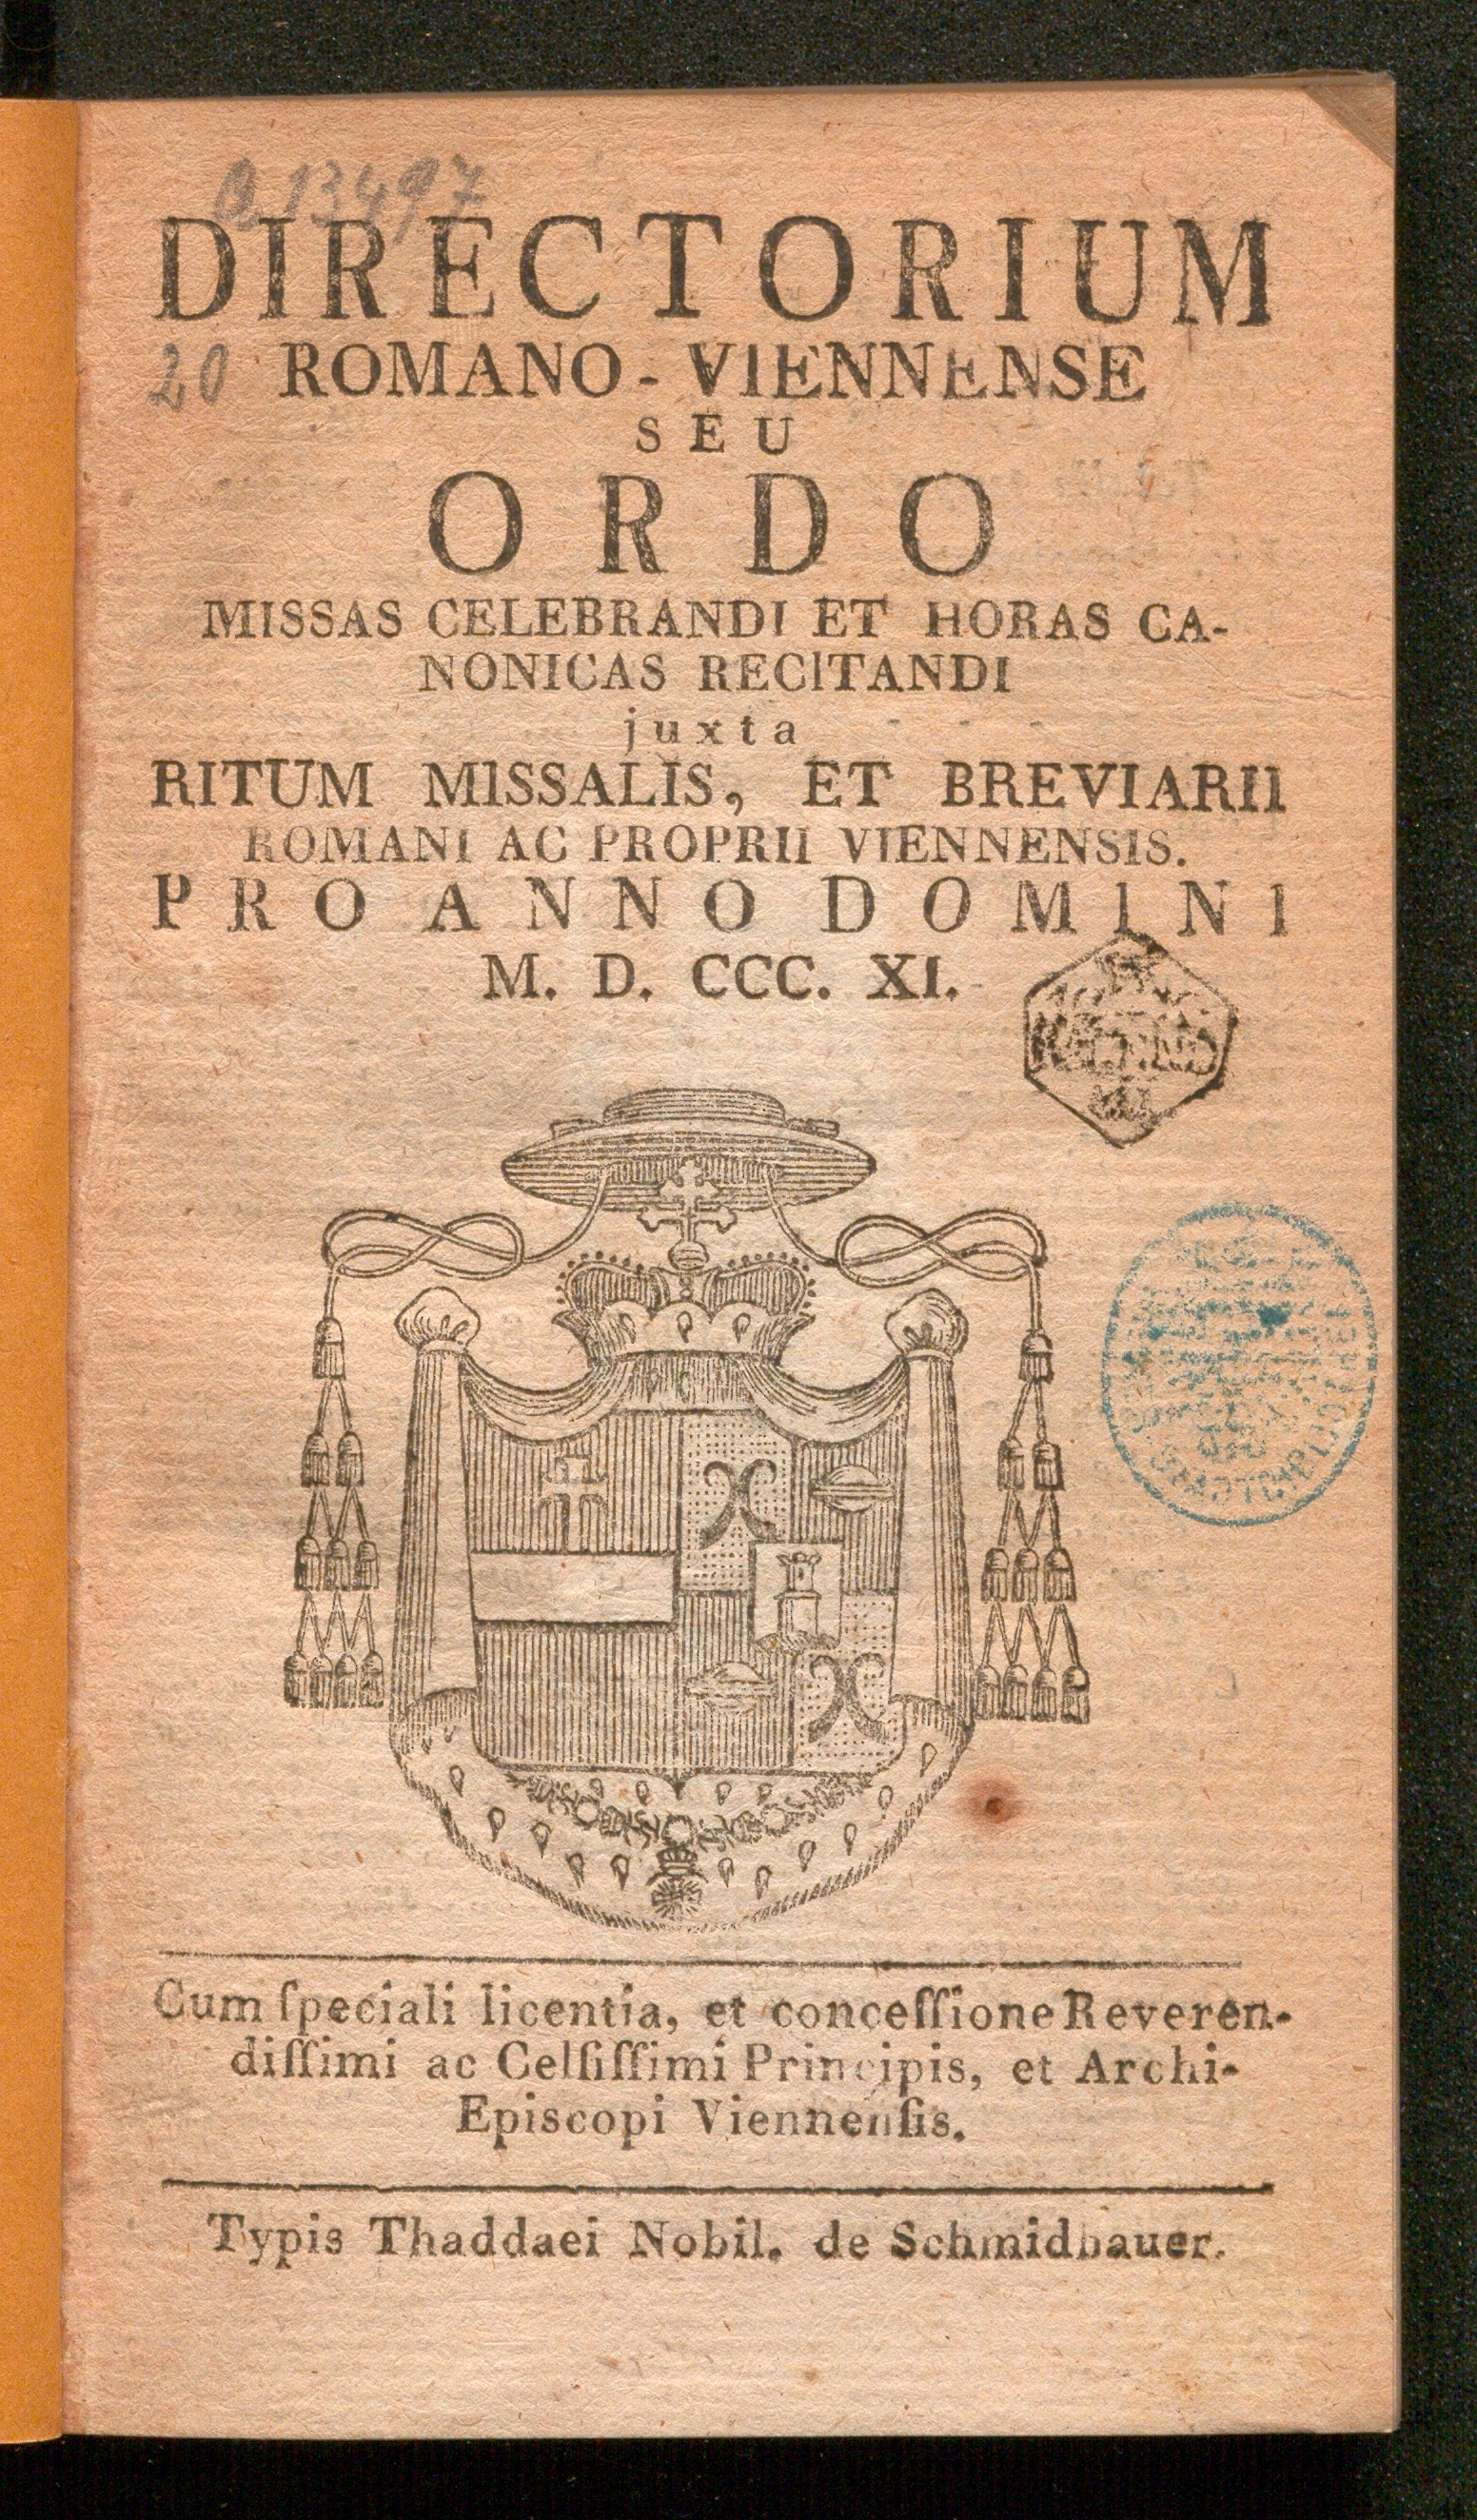 a 13497
DIRECTORIUM
20 ROMANO-VIENNENSE
SEU
ORDO
MISSAS CELEBRANDI ET HORAS CA-
NONICAS RECITANDI
juxta
RITUM MISSALIS, ET BREVIARII
ROMANI AC PROPRII VIENNENSIS.
PRO ANNO DOMINI
M. D. CCC. XI.
Cum ſpeciali licentia, et conceſſione Reveren-
diſſimi ac Celſiſſimi Principis, et Archi-
Episcopi Viennenſis.
Typis Thaddaei Nobil. de Schmidbauer.